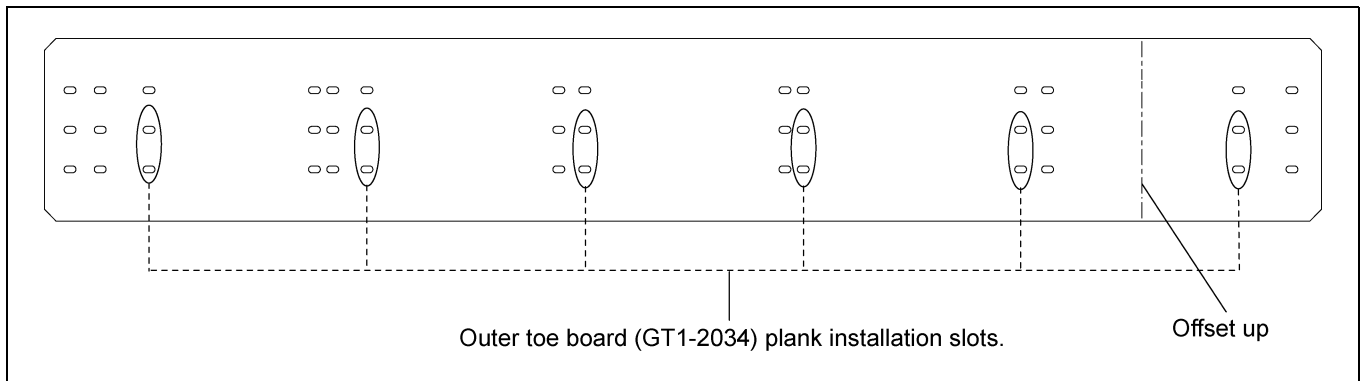 Offset up
Outer toe board (GT1-2034) plank installation slots.